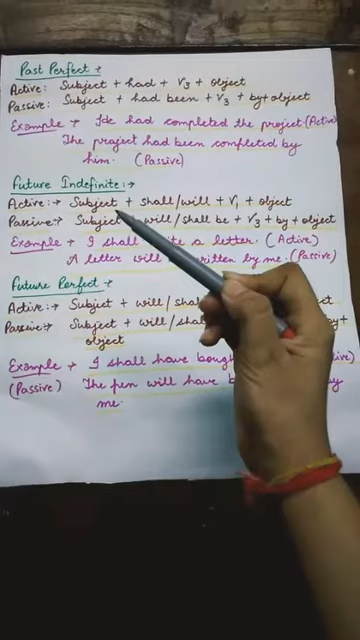 Past Perfect →
Active: Subject + had + V3 + object
Passive: Subject + had been + V3 + by + object
Example → He had completed the project. (Active)
The project had been completed by
him. (Passive)
Future Indefinite: →
Active: → Subject + shall/will + V1 + object
Passive: → Subject will/shall be + V3 + by + object
Example → I shall a letter. (Active)
A letter will written by me. (Passive)
Future Perfect →
Active: → Subject + will/
Passive: → Subject + will/
object
Example → I shall have
(Passive) The pen will have by
me.